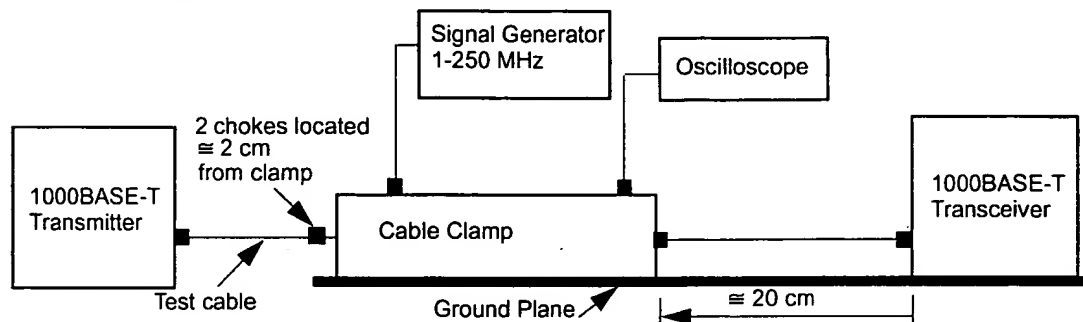 Signal Generator
1-250 MHz
Oscilloscope
2 chokes located
≅ 2 cm
from clamp
1000BASE-T
Transmitter
1000BASE-T
Transceiver
Cable Clamp
Test cable
Ground Plane
≅ 20 cm